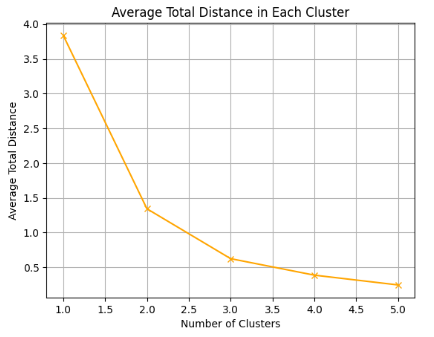 Average Total Distance in Each Cluster
Average Total Distance
4.0
3.5
3.0
2.5
2.0
1.5
1.0
0.5
1.0 1.5 2.0 2.5 3.0 3.5 4.0 4.5 5.0
Number of Clusters